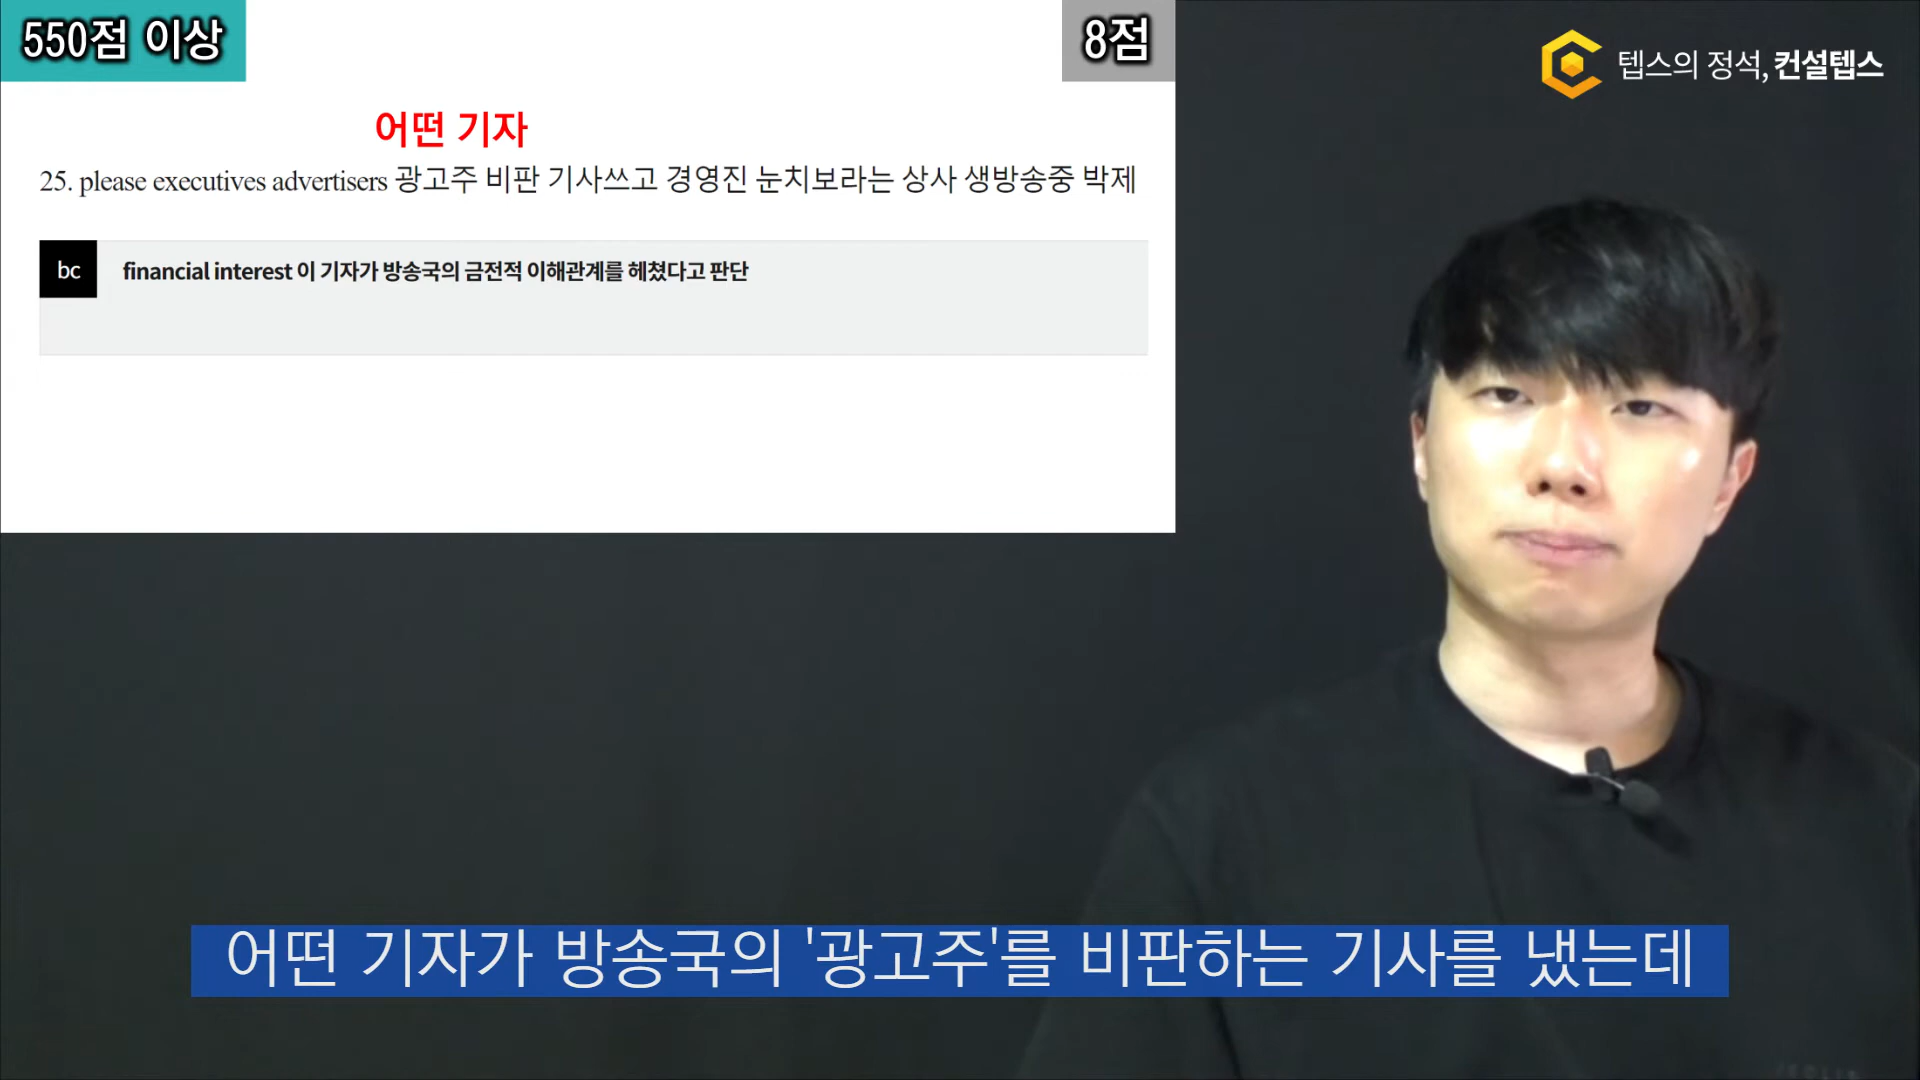 550점 이상
8점
텝스의 정석, 컨설텝스
어떤 기자
25. please executives advertisers 광고주 비판 기사쓰고 경영진 눈치보라는 상사 생방송중 박제
bc
financial interest 이 기자가 방송국의 금전적 이해관계를 헤쳤다고 판단
어떤 기자가 방송국의 '광고주'를 비판하는 기사를 냈는데